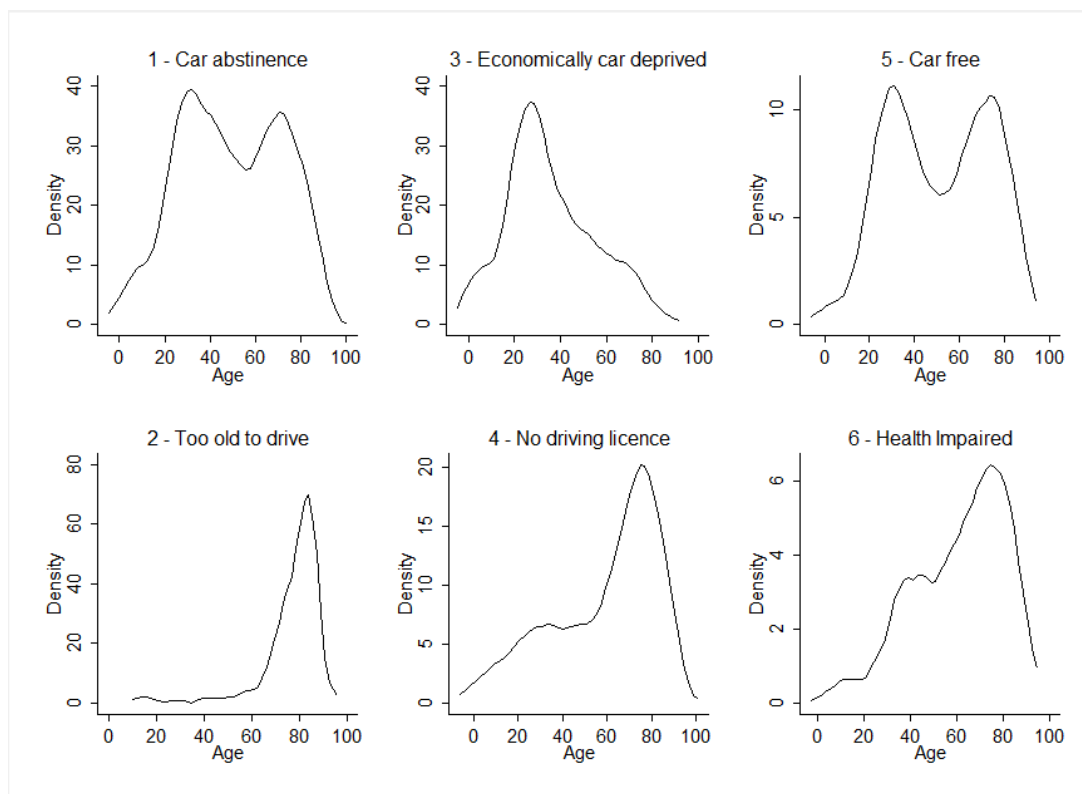 1 - Car abstinence
Density
0
10
20
30
40
0 20 40 60 80 100
Age
3 - Economically car deprived
Density
0
10
20
30
40
0 20 40 60 80 100
Age
5 - Car free
Density
0
5
10
0 20 40 60 80 100
Age
2 - Too old to drive
Density
0
20
40
60
80
0 20 40 60 80 100
Age
4 - No driving licence
Density
0
5
10
15
20
0 20 40 60 80 100
Age
6 - Health Impaired
Density
0
2
4
6
0 20 40 60 80 100
Age